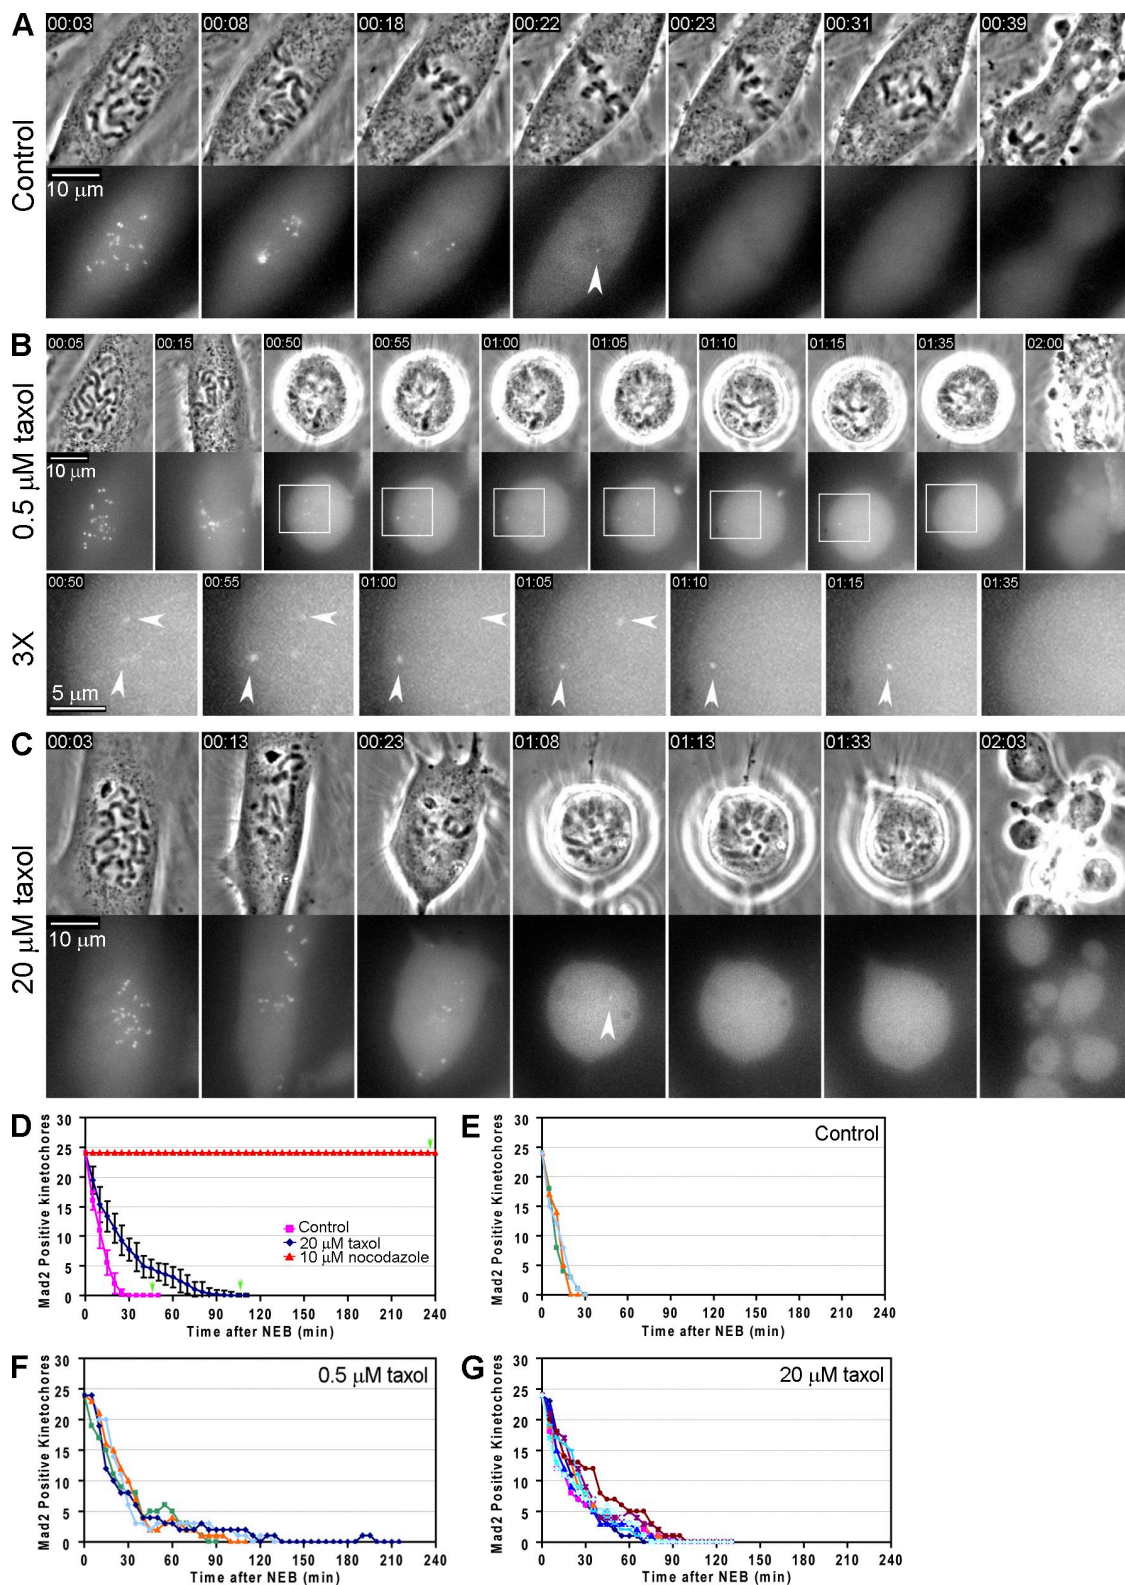 A
Control
00:03 00:08 00:18 00:22 00:23 00:31 00:39
10 μm
B
0.5 μM taxol
00:05 00:15 00:50 00:55 01:00 01:05 01:10 01:15 01:35 02:00
10 μm
3X
00:50 00:55 01:00 01:05 01:10 01:15 01:35
5 μm
C
20 μM taxol
00:03 00:13 00:23 01:08 01:13 01:33 02:03
10 μm
D
Mad2 Positive Kinetochores
30
25
20
15
10
5
0
Control
20 μM taxol
10 μM nocodazole
0 30 60 90 120 150 180 210 240
Time after NEB (min)
E
Control
Mad2 Positive Kinetochores
30
25
20
15
10
5
0
0 30 60 90 120 150 180 210 240
Time after NEB (min)
F
0.5 μM taxol
Mad2 Positive Kinetochores
30
25
20
15
10
5
0
0 30 60 90 120 150 180 210 240
Time after NEB (min)
G
20 μM taxol
Mad2 Positive Kinetochores
30
25
20
15
10
5
0
0 30 60 90 120 150 180 210 240
Time after NEB (min)